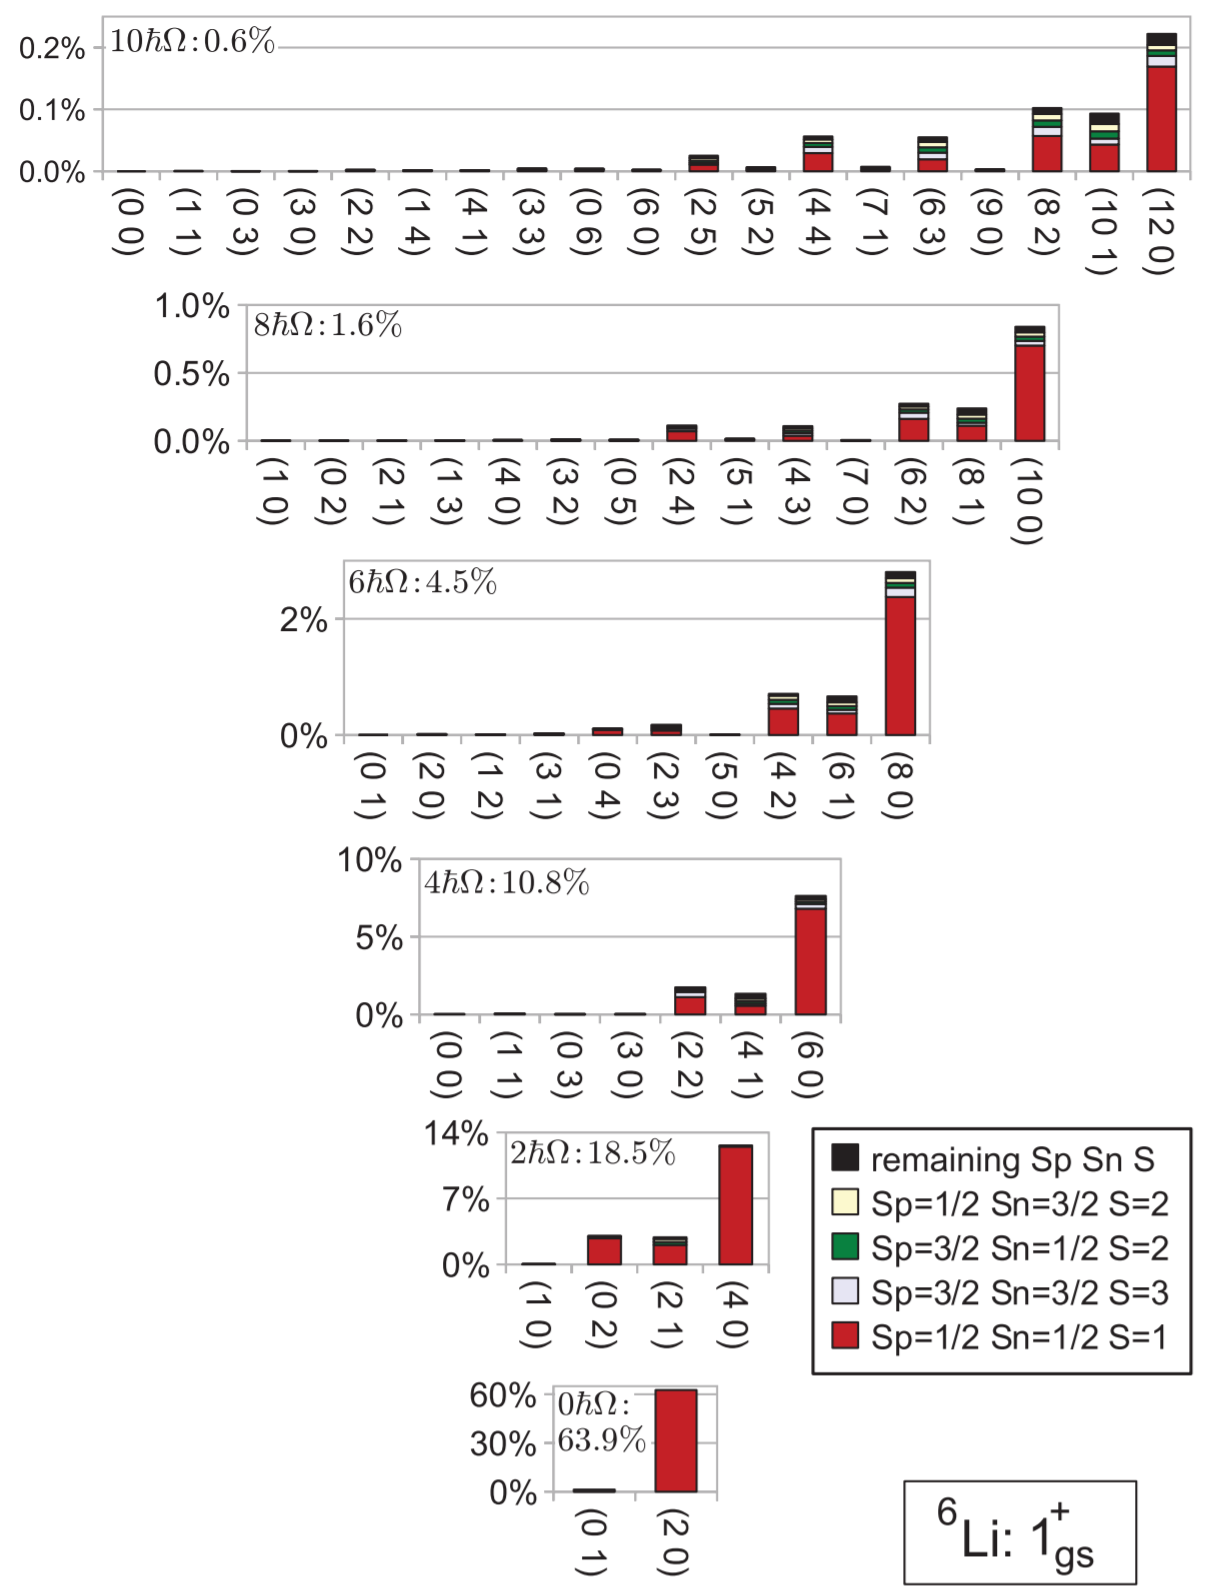 10ℏΩ:0.6%
0.2%
0.1%
0.0%
(0 0) (1 1) (0 3) (3 0) (2 2) (1 4) (4 1) (3 3) (0 6) (6 0) (2 5) (5 2) (4 4) (7 1) (6 3) (9 0) (8 2) (10 1) (12 0)
8ℏΩ:1.6%
1.0%
0.5%
0.0%
(1 0) (0 2) (2 1) (1 3) (4 0) (3 2) (0 5) (2 4) (5 1) (4 3) (7 0) (6 2) (8 1) (10 0)
6ℏΩ:4.5%
2%
0%
(0 1) (2 0) (1 2) (3 1) (0 4) (2 3) (5 0) (4 2) (6 1) (8 0)
4ℏΩ:10.8%
10%
5%
0%
(0 0) (1 1) (0 3) (3 0) (2 2) (4 1) (6 0)
2ℏΩ:18.5%
14%
7%
0%
(1 0) (0 2) (2 1) (4 0)
remaining Sp Sn S
Sp=1/2 Sn=3/2 S=2
Sp=3/2 Sn=1/2 S=2
Sp=3/2 Sn=3/2 S=3
Sp=1/2 Sn=1/2 S=1
0ℏΩ:
63.9%
60%
30%
0%
(0 1) (2 0)
⁶Li: 1⁺gs